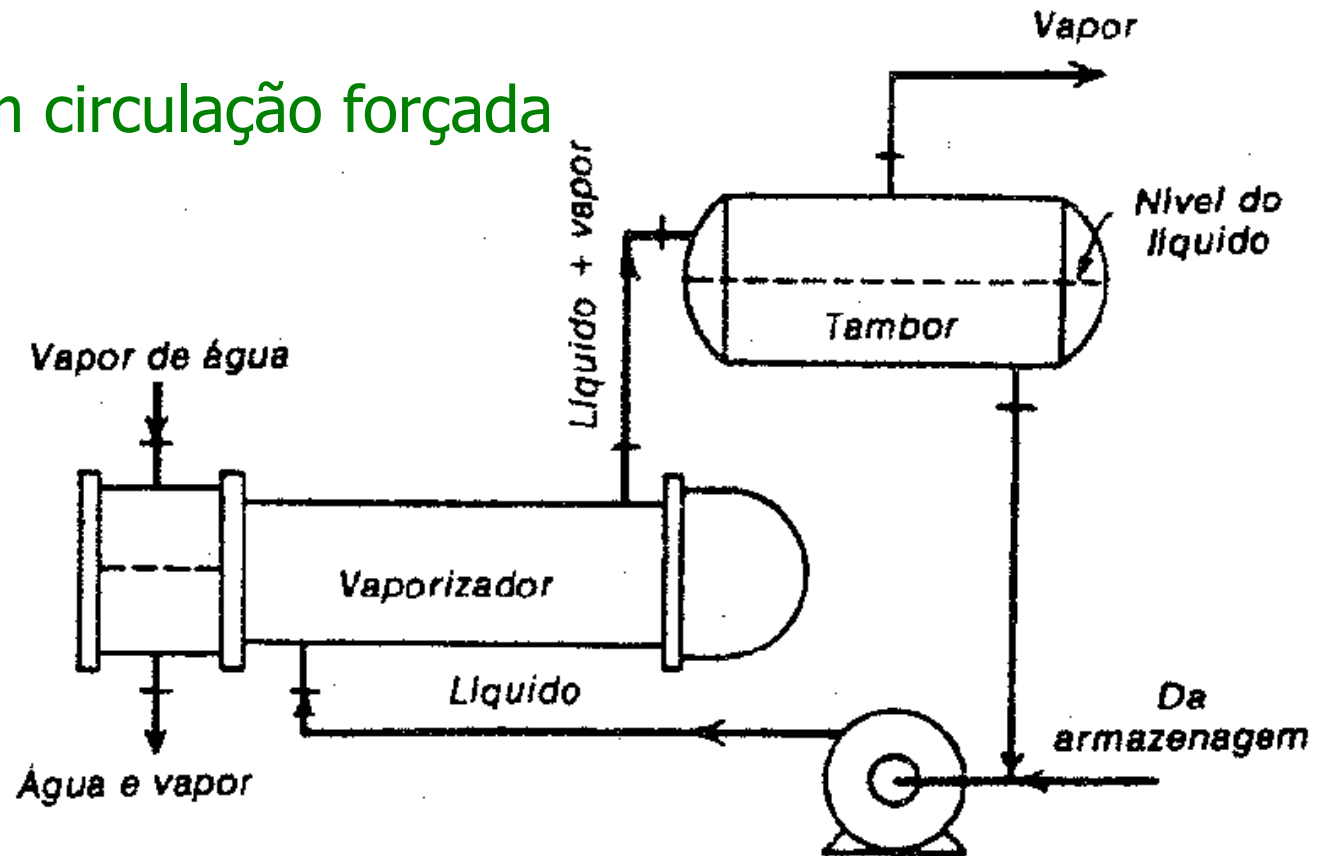 Vapor
n circulação forçada
Líquido + vapor
Nível do
líquido
Tambor
Vapor de água
Vaporizador
Líquido
Da
armazenagem
Água e vapor